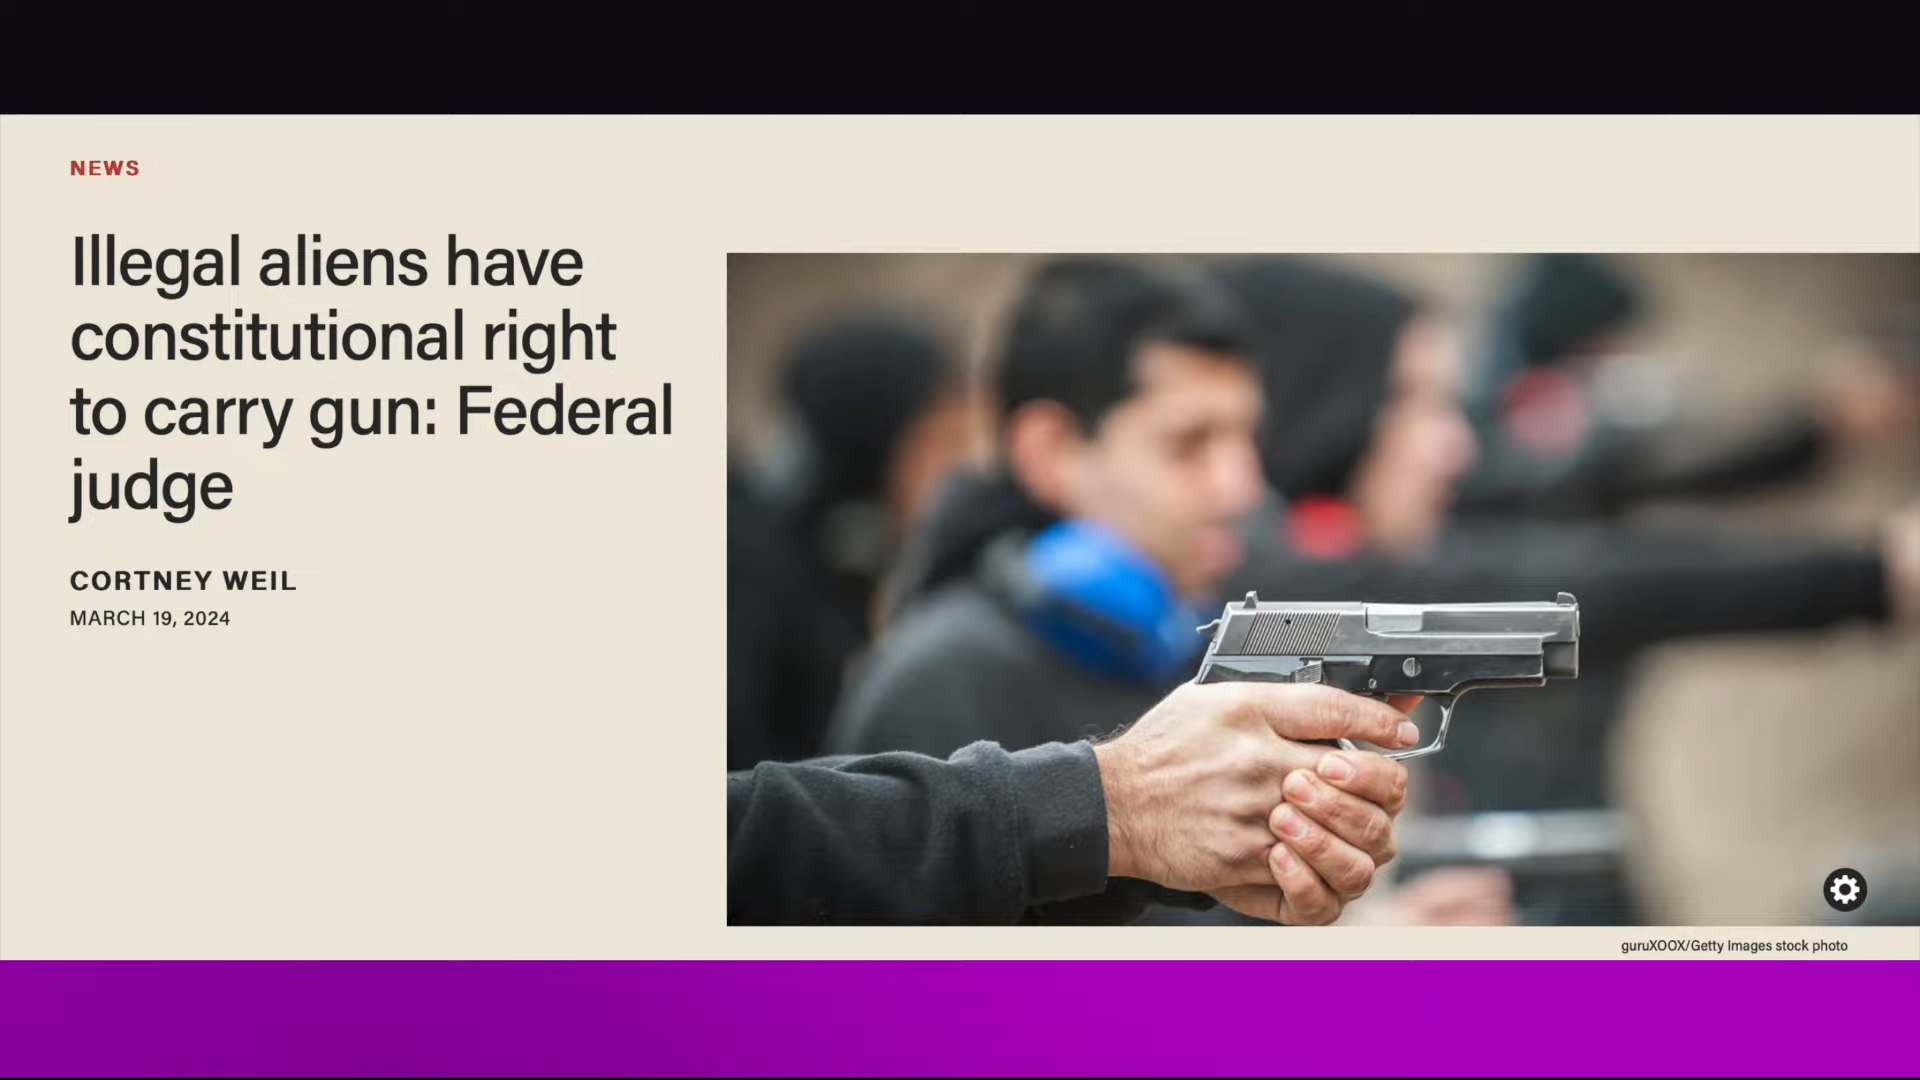 NEWS
Illegal aliens have
constitutional right
to carry gun: Federal
judge
CORTNEY WEIL
MARCH 19, 2024
guruXOOX/Getty Images stock photo